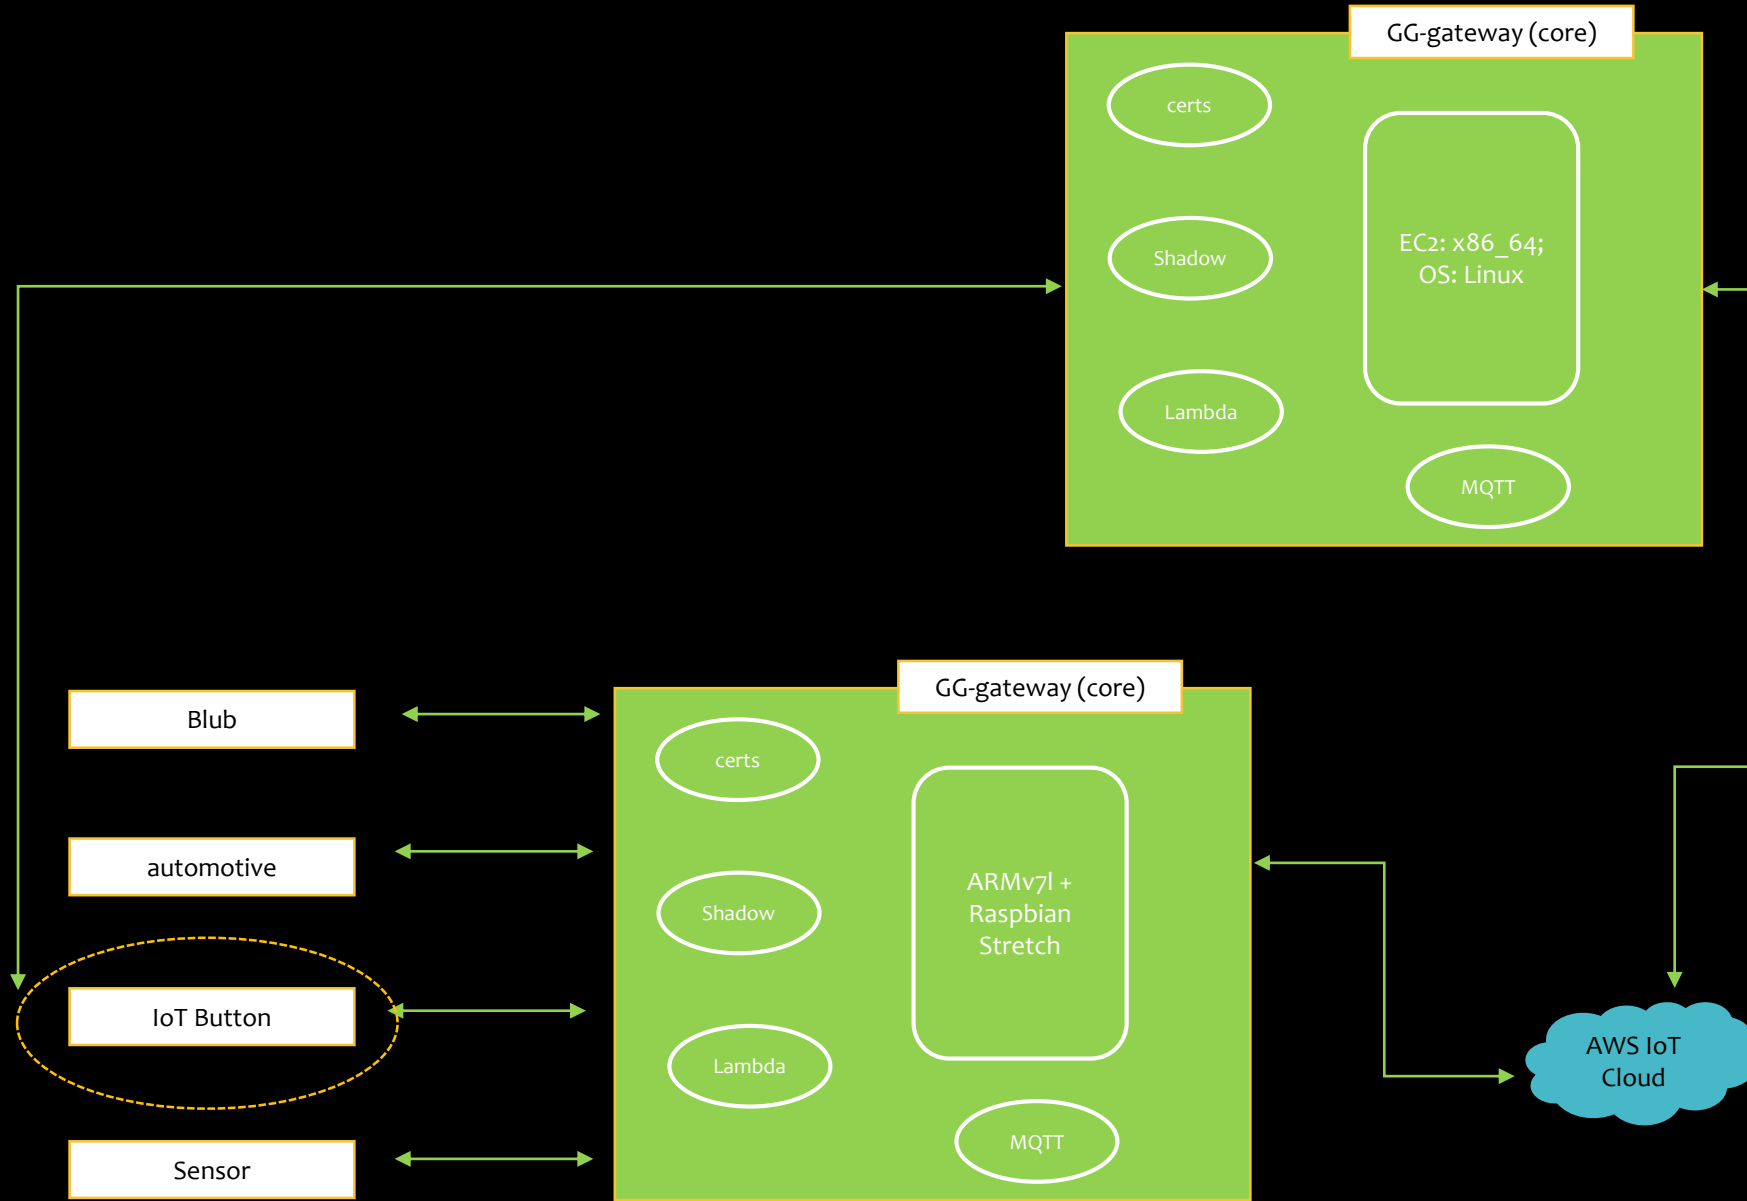 GG-gateway (core)
certs
Shadow
EC2: x86_64;
OS: Linux
Lambda
MQTT
GG-gateway (core)
Blub
certs
automotive
Shadow
ARMv7l +
Raspbian
Stretch
IoT Button
Lambda
AWS IoT
Cloud
MQTT
Sensor